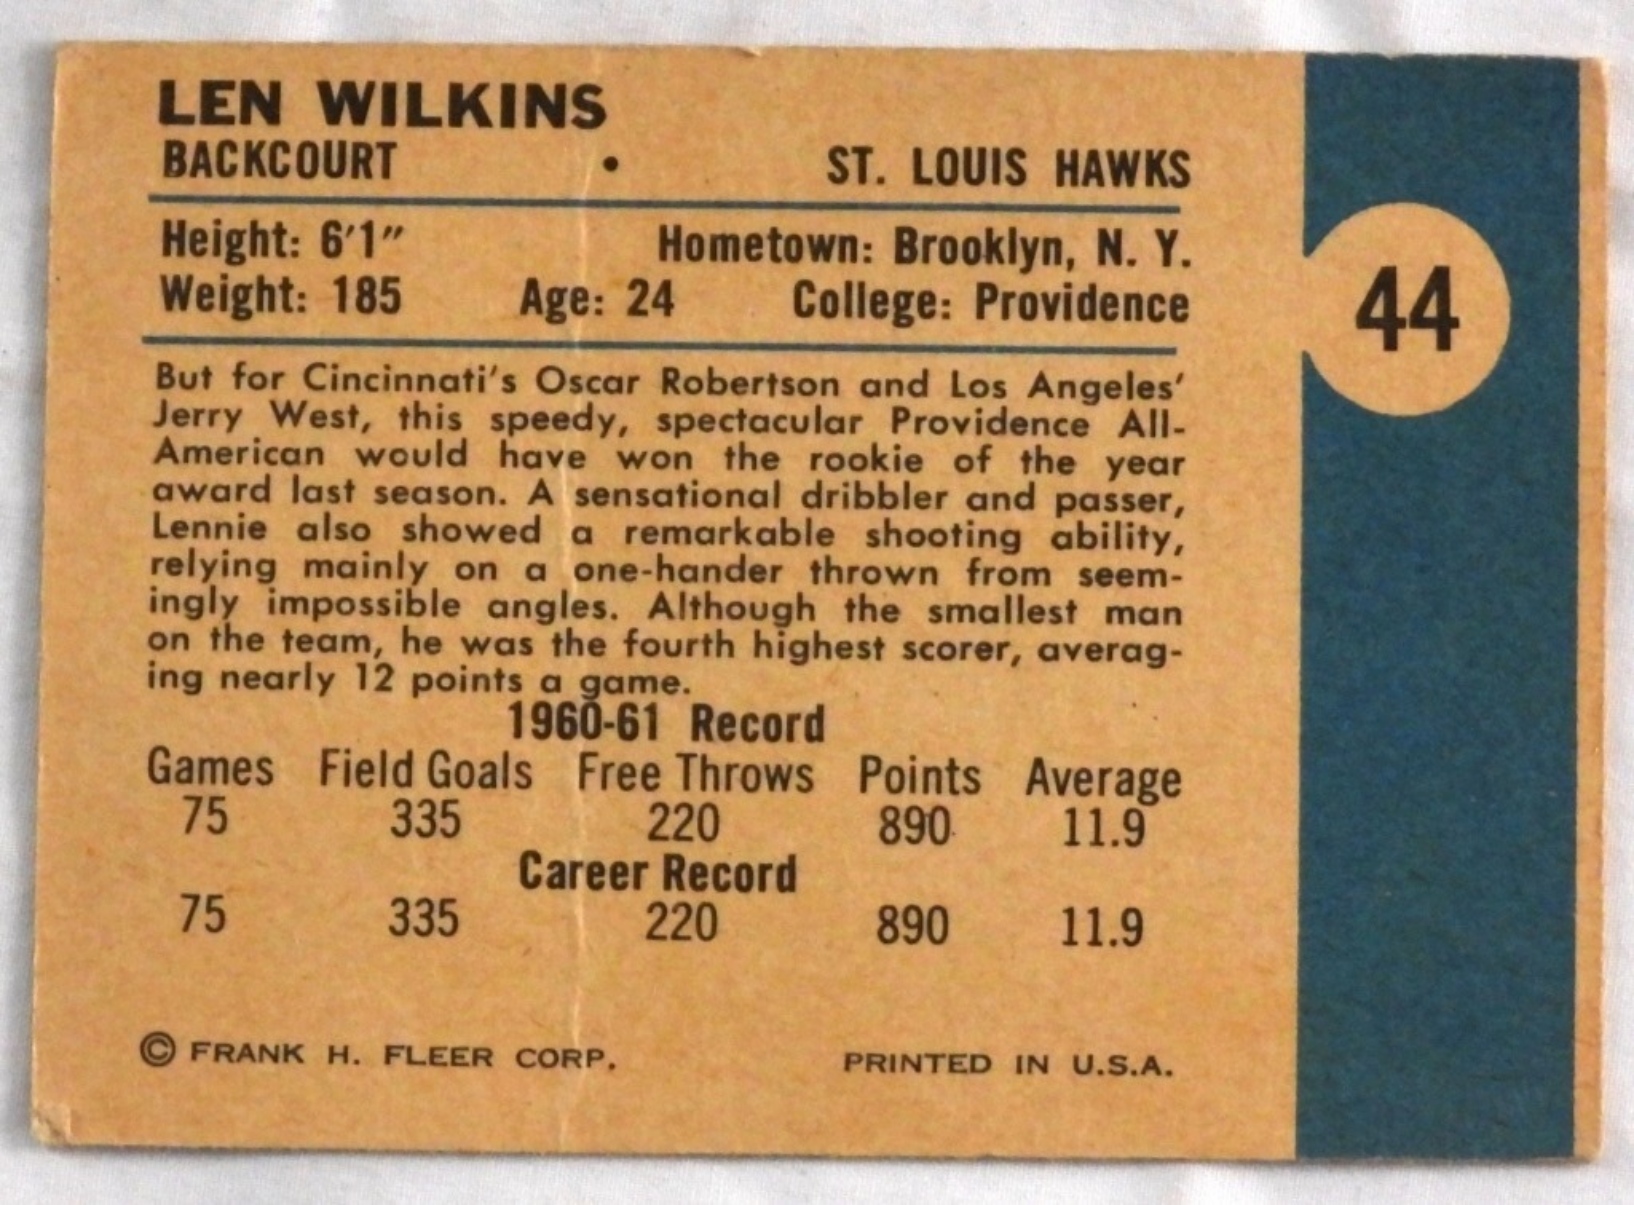 LEN WILKINS
BACKCOURT • ST. LOUIS HAWKS
Height: 6'1" Hometown: Brooklyn, N. Y.
Weight: 185 Age: 24 College: Providence
44
But for Cincinnati's Oscar Robertson and Los Angeles'
Jerry West, this speedy, spectacular Providence All-
American would have won the rookie of the year
award last season. A sensational dribbler and passer,
Lennie also showed a remarkable shooting ability,
relying mainly on a one-hander thrown from seem-
ingly impossible angles. Although the smallest man
on the team, he was the fourth highest scorer, averag-
ing nearly 12 points a game.
1960-61 Record
Games Field Goals Free Throws Points Average
75 335 220 890 11.9
Career Record
75 335 220 890 11.9
© FRANK H. FLEER CORP. PRINTED IN U.S.A.